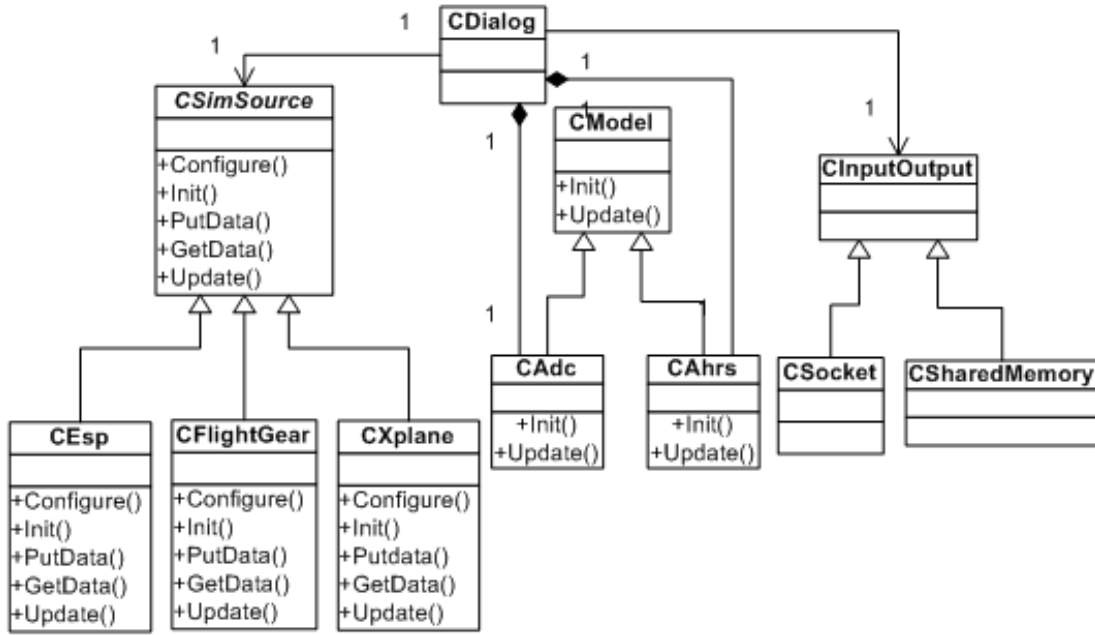 CDialog
1
1
1
1
1
1
1
1
CSimSource
+Configure()
+Init()
+PutData()
+GetData()
+Update()
CModel
+Init()
+Update()
CInputOutput
CEsp
+Configure()
+Init()
+PutData()
+GetData()
+Update()
CFlightGear
+Configure()
+Init()
+PutData()
+GetData()
+Update()
CXplane
+Configure()
+Init()
+Putdata()
+GetData()
+Update()
CAdc
+Init()
+Update()
CAhrs
+Init()
+Update()
CSocket
CSharedMemory